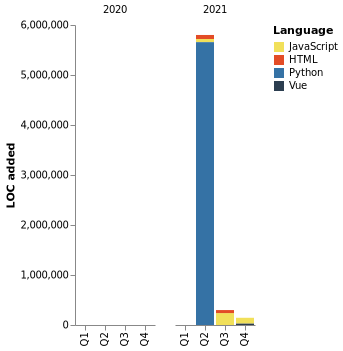 2020
2021
LOC added
6,000,000
5,000,000
4,000,000
3,000,000
2,000,000
1,000,000
0
Q1
Q2
Q3
Q4
Q1
Q2
Q3
Q4
Language
JavaScript
HTML
Python
Vue